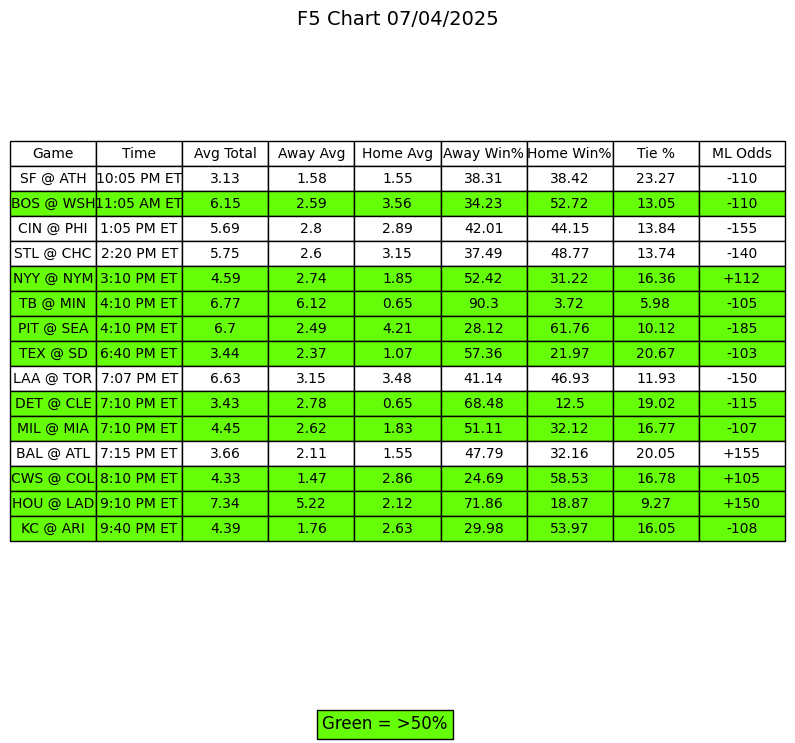 F5 Chart 07/04/2025
Game Time Avg Total Away Avg Home Avg Away Win% Home Win% Tie % ML Odds
SF @ ATH 10:05 PM ET 3.13 1.58 1.55 38.31 38.42 23.27 -110
BOS @ WSH 11:05 AM ET 6.15 2.59 3.56 34.23 52.72 13.05 -110
CIN @ PHI 1:05 PM ET 5.69 2.8 2.89 42.01 44.15 13.84 -155
STL @ CHC 2:20 PM ET 5.75 2.6 3.15 37.49 48.77 13.74 -140
NYY @ NYM 3:10 PM ET 4.59 2.74 1.85 52.42 31.22 16.36 +112
TB @ MIN 4:10 PM ET 6.77 6.12 0.65 90.3 3.72 5.98 -105
PIT @ SEA 4:10 PM ET 6.7 2.49 4.21 28.12 61.76 10.12 -185
TEX @ SD 6:40 PM ET 3.44 2.37 1.07 57.36 21.97 20.67 -103
LAA @ TOR 7:07 PM ET 6.63 3.15 3.48 41.14 46.93 11.93 -150
DET @ CLE 7:10 PM ET 3.43 2.78 0.65 68.48 12.5 19.02 -115
MIL @ MIA 7:10 PM ET 4.45 2.62 1.83 51.11 32.12 16.77 -107
BAL @ ATL 7:15 PM ET 3.66 2.11 1.55 47.79 32.16 20.05 +155
CWS @ COL 8:10 PM ET 4.33 1.47 2.86 24.69 58.53 16.78 +105
HOU @ LAD 9:10 PM ET 7.34 5.22 2.12 71.86 18.87 9.27 +150
KC @ ARI 9:40 PM ET 4.39 1.76 2.63 29.98 53.97 16.05 -108
Green = >50%